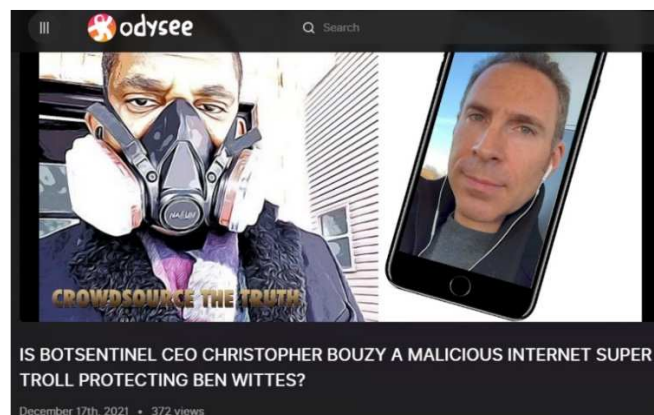 odysee
Search
CROWDSOURCE THE TRUTH
IS BOTSENTINEL CEO CHRISTOPHER BOUZY A MALICIOUS INTERNET SUPER
TROLL PROTECTING BEN WITTES?
December 17th, 2021 • 372 views